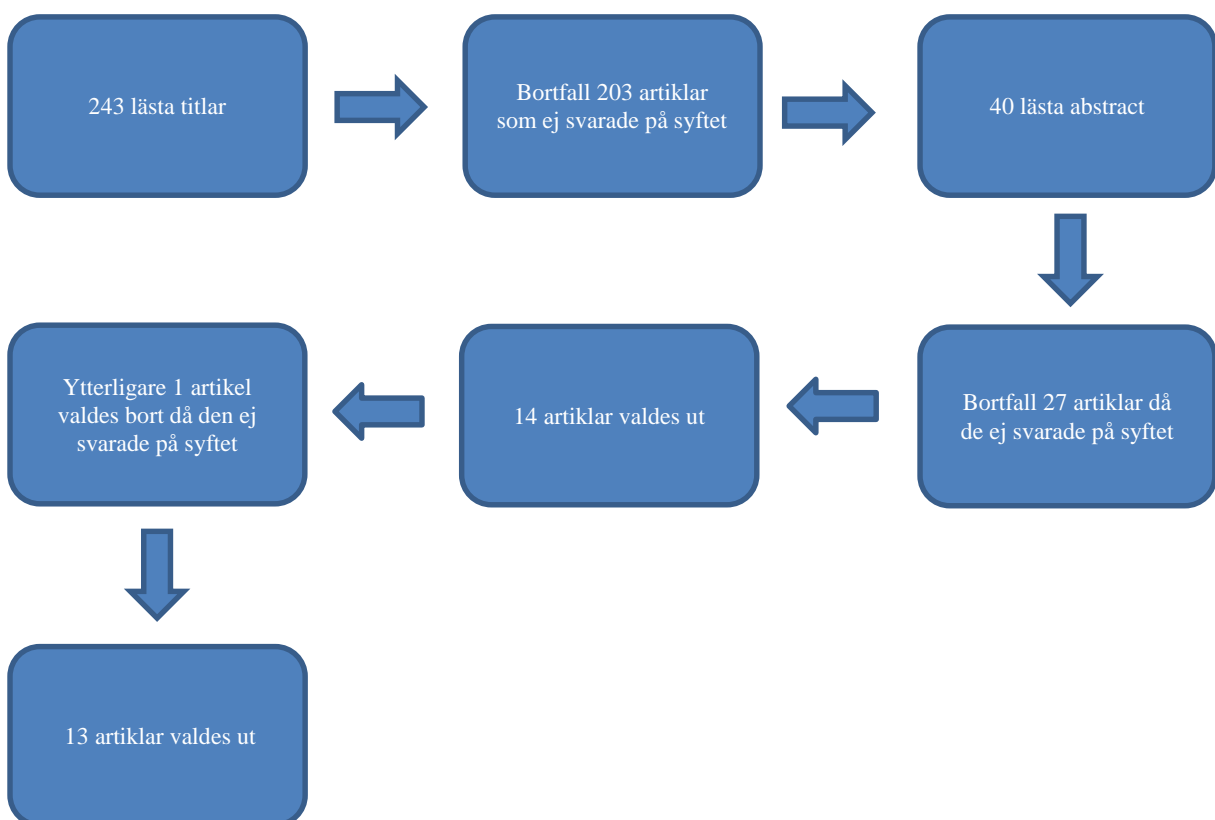 243 lästa titlar
Bortfall 203 artiklar
som ej svarade på syftet
40 lästa abstract
Bortfall 27 artiklar då
de ej svarade på syftet
14 artiklar valdes ut
Ytterligare 1 artikel
valdes bort då den ej
svarade på syftet
13 artiklar valdes ut